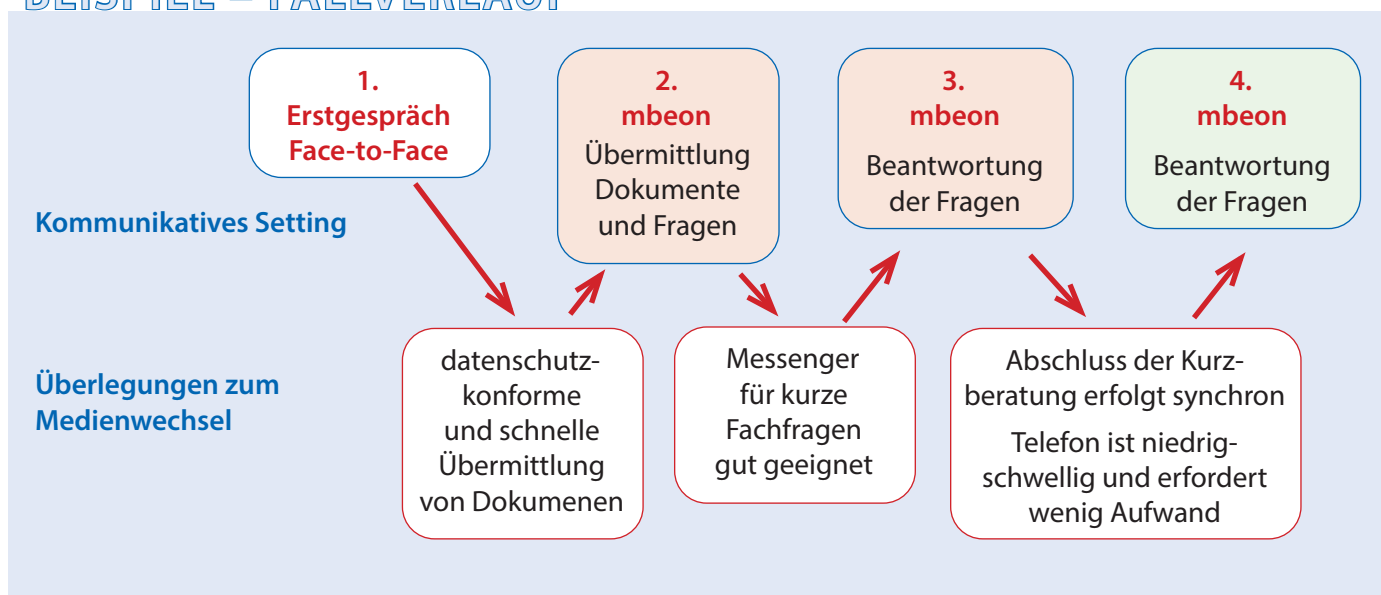 BEISPIELE – FALLVERLAUF
1.
Erstgespräch
Face-to-Face
2.
mbeon
Übermittlung
Dokumente
und Fragen
3.
mbeon
Beantwortung
der Fragen
4.
mbeon
Beantwortung
der Fragen
Kommunikatives Setting
Überlegungen zum
Medienwechsel
datenschutz-
konforme
und schnelle
Übermittlung
von Dokumenen
Messenger
für kurze
Fachfragen
gut geeignet
Abschluss der Kurz-
beratung erfolgt synchron
Telefon ist niedrig-
schwellig und erfordert
wenig Aufwand